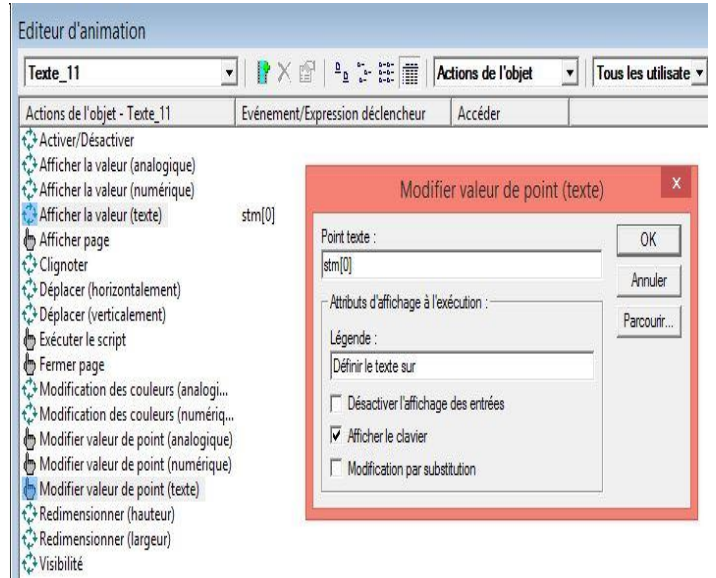 Editeur d'animation
Texte_11
Actions de l'objet
Tous les utilisate
Actions de l'objet - Texte_11 Evénement/Expression déclencheur Accéder
Activer/Désactiver
Afficher la valeur (analogique)
Afficher la valeur (numérique)
Afficher la valeur (texte) stm[0]
Afficher page
Clignoter
Déplacer (horizontalement)
Déplacer (verticalement)
Exécuter le script
Fermer page
Modification des couleurs (analogi...
Modification des couleurs (numériq...
Modifier valeur de point (analogique)
Modifier valeur de point (numérique)
Modifier valeur de point (texte)
Redimensionner (hauteur)
Redimensionner (largeur)
Visibilité
Modifier valeur de point (texte)
x
Point texte :
stm[0]
Attributs d'affichage à l'exécution :
Légende :
Définir le texte sur
Désactiver l'affichage des entrées
Afficher le clavier
Modification par substitution
OK
Annuler
Parcourir...